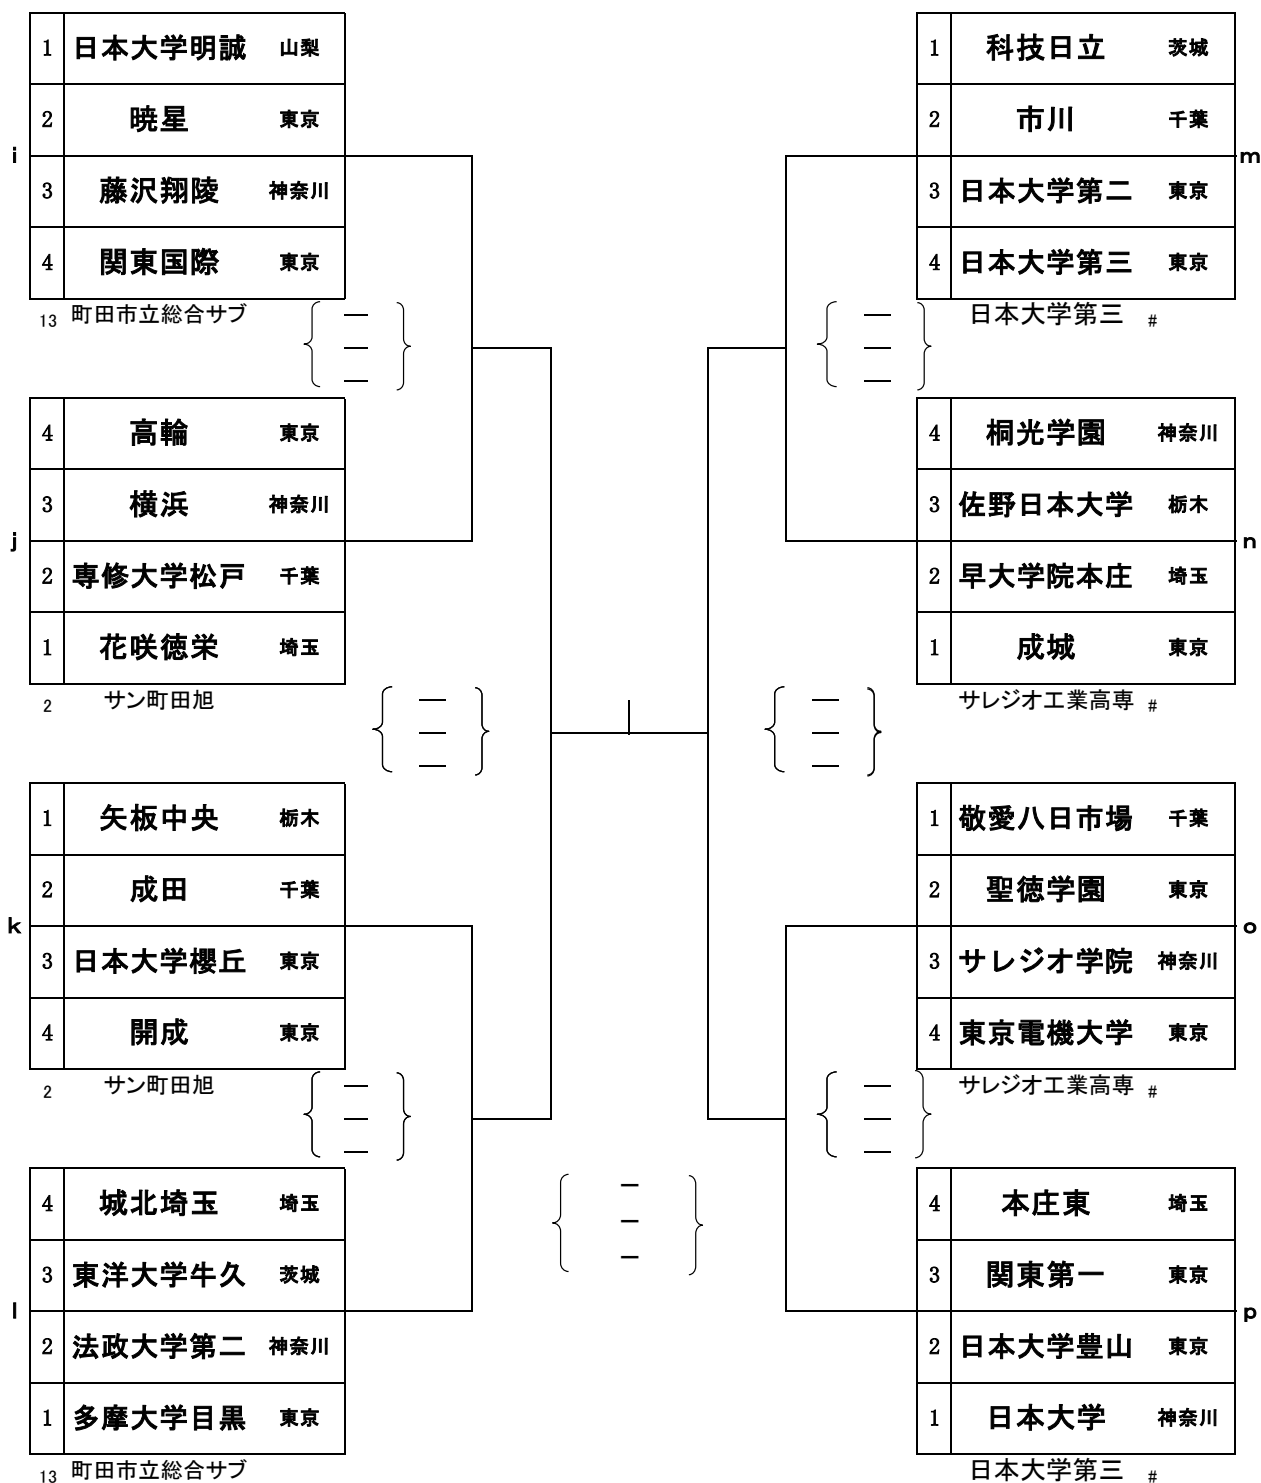 i
1 日本大学明誠 山梨
2 暁星 東京
3 藤沢翔陵 神奈川
4 関東国際 東京
13 町田市立総合サブ
j
4 高輪 東京
3 横浜 神奈川
2 専修大学松戸 千葉
1 花咲徳栄 埼玉
2 サン町田旭
k
1 矢板中央 栃木
2 成田 千葉
3 日本大学櫻丘 東京
4 開成 東京
2 サン町田旭
l
4 城北埼玉 埼玉
3 東洋大学牛久 茨城
2 法政大学第二 神奈川
1 多摩大学目黒 東京
13 町田市立総合サブ
m
1 科技日立 茨城
2 市川 千葉
3 日本大学第二 東京
4 日本大学第三 東京
日本大学第三 #
n
4 桐光学園 神奈川
3 佐野日本大学 栃木
2 早大学院本庄 埼玉
1 成城 東京
サレジオ工業高専 #
o
1 敬愛八日市場 千葉
2 聖徳学園 東京
3 サレジオ学院 神奈川
4 東京電機大学 東京
サレジオ工業高専 #
p
4 本庄東 埼玉
3 関東第一 東京
2 日本大学豊山 東京
1 日本大学 神奈川
日本大学第三 #